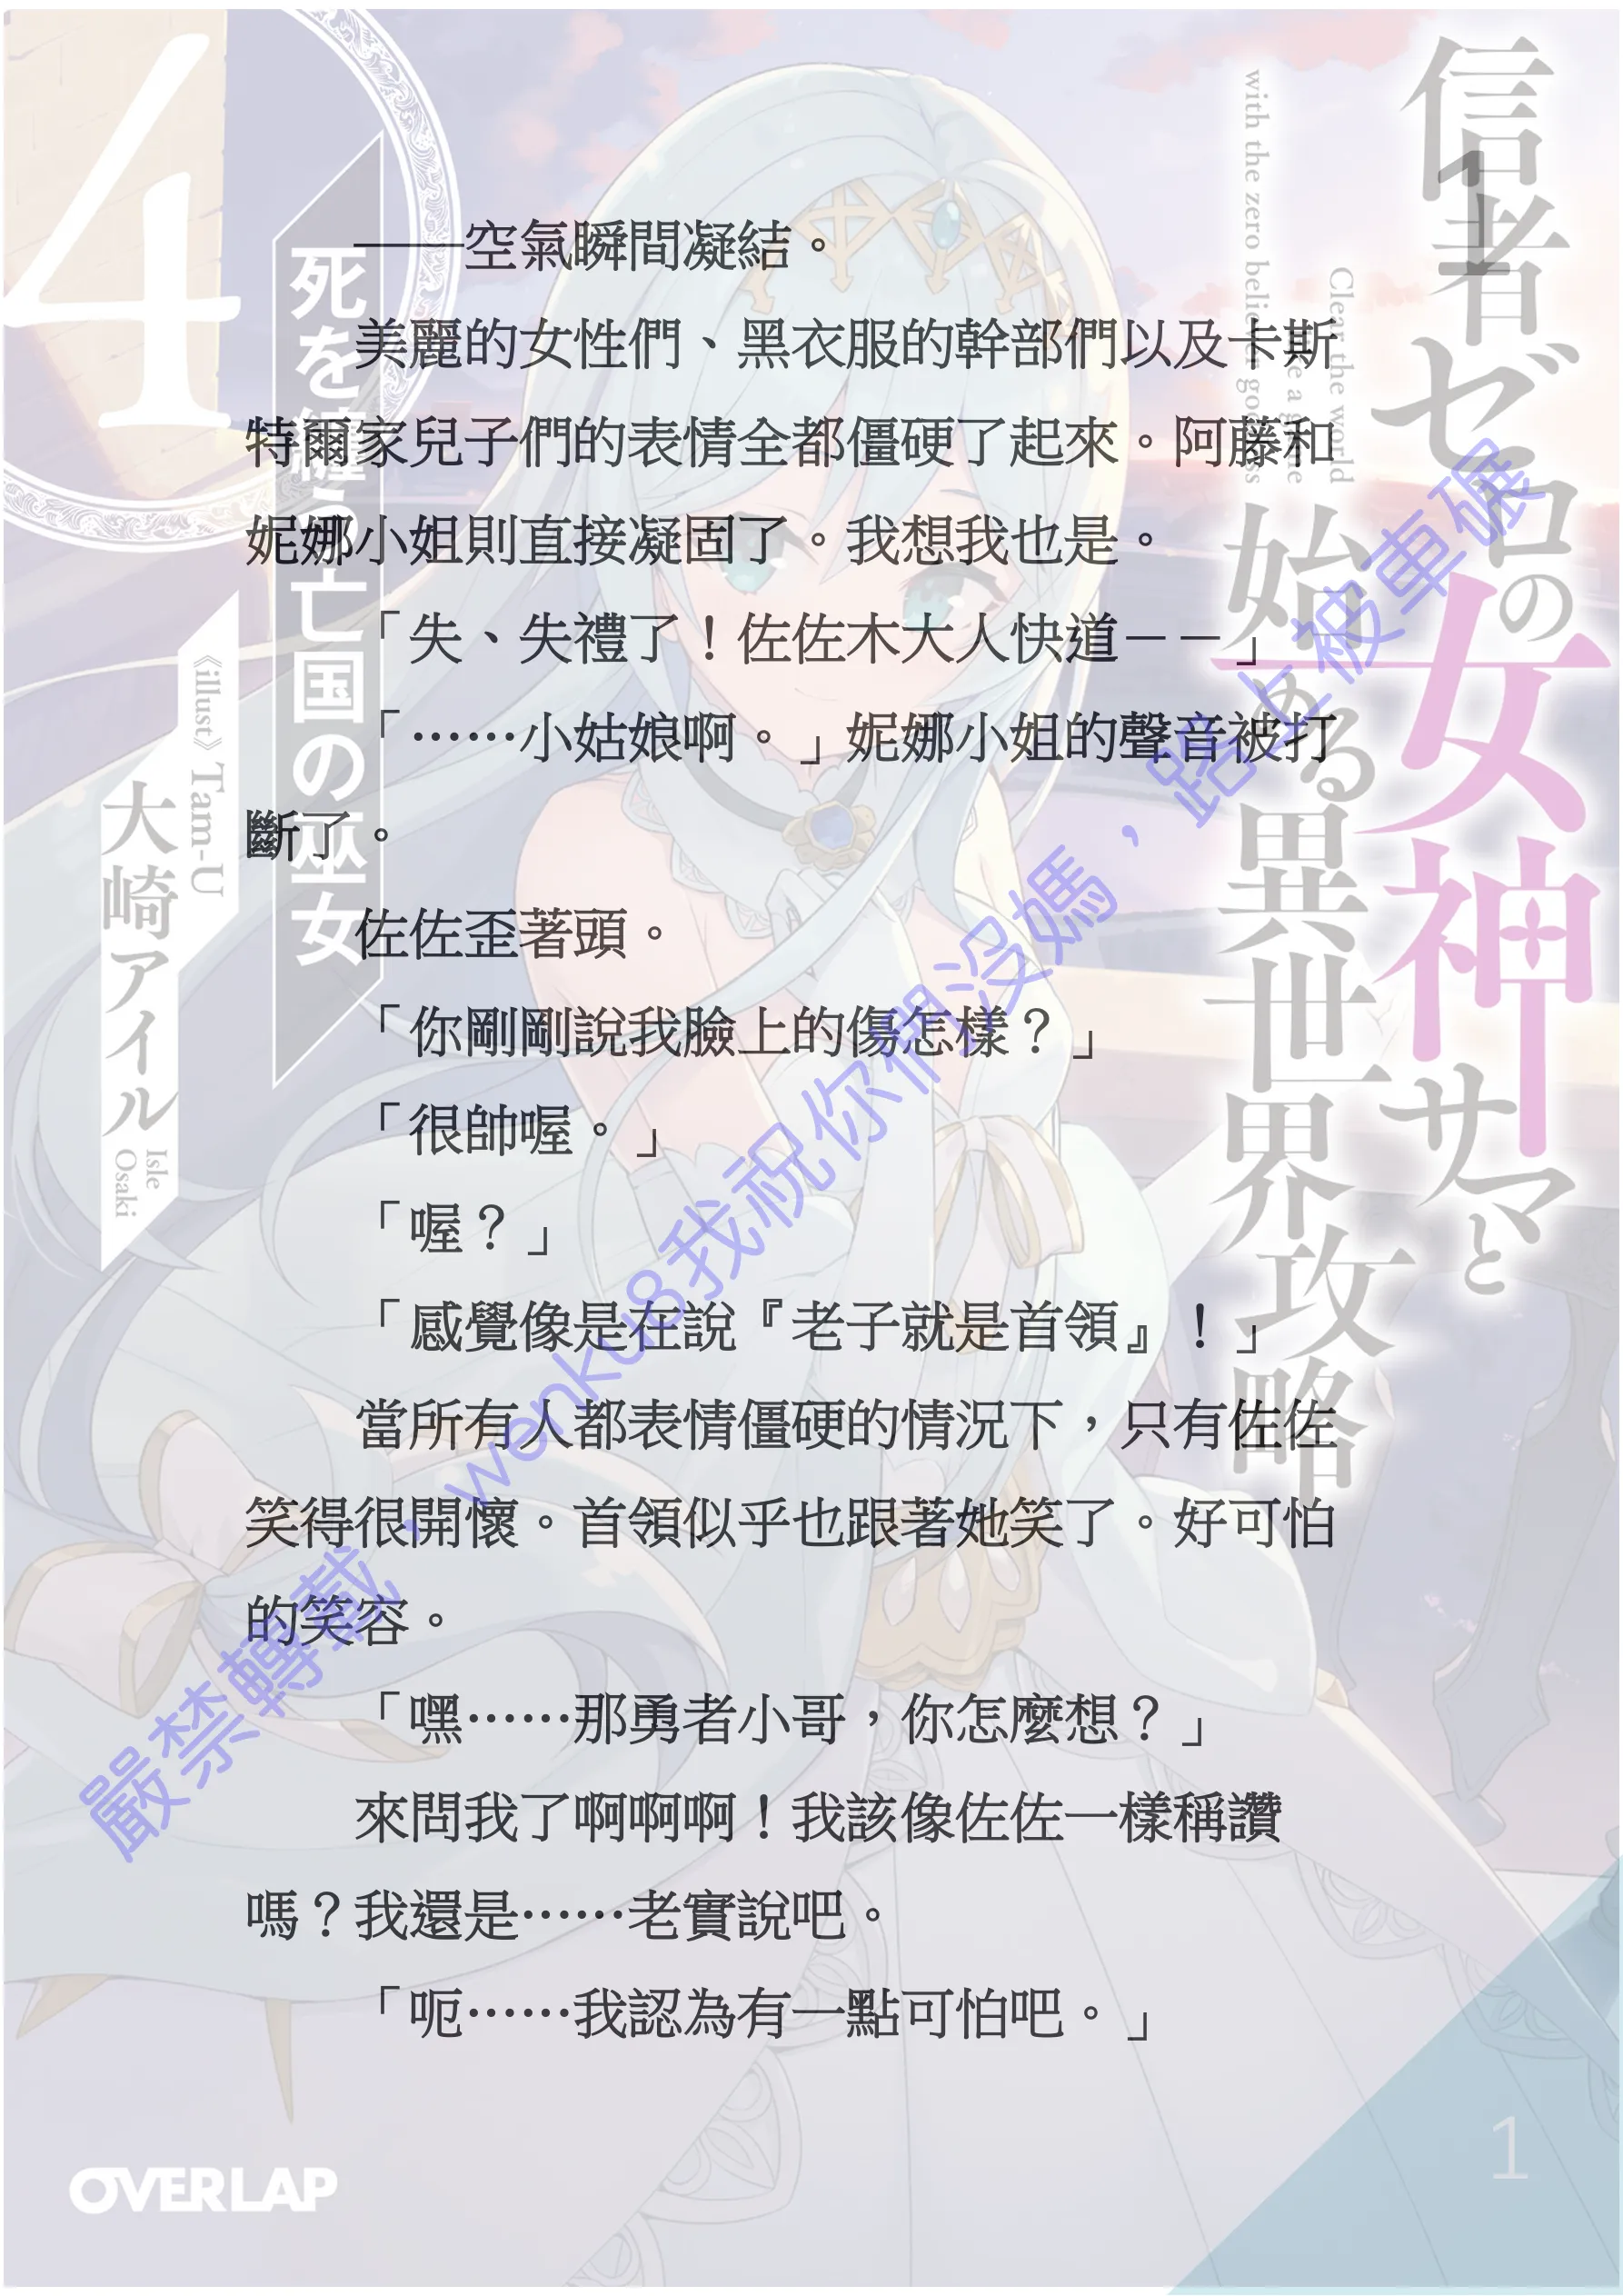 ——空氣瞬間凝結。
美麗的女性們、黑衣服的幹部們以及卡斯
特爾家兒子們的表情全都僵硬了起來。阿藤和
妮娜小姐則直接凝固了。我想我也是。
「失、失禮了！佐佐木大人快道－－」
「……小姑娘啊。」妮娜小姐的聲音被打
斷了。
佐佐歪著頭。
「你剛剛說我臉上的傷怎樣？」
「很帥喔。」
「喔？」
「感覺像是在說『老子就是首領』！」
當所有人都表情僵硬的情況下，只有佐佐
笑得很開懷。首領似乎也跟著她笑了。好可怕
的笑容。
「嘿……那勇者小哥，你怎麼想？」
來問我了啊啊啊！我該像佐佐一樣稱讚
嗎？我還是……老實說吧。
「呃……我認為有一點可怕吧。」
嚴禁轉載，wenku8我祝你們沒媽，路上被車碾
信者ゼロの女神サマと
始める異世界攻略
Clear the world
like a game
with the zero believer goddess
4
死を纏う亡国の巫女
《illust》Tam-U
大崎アイル
Isle
Osaki
OVERLAP
1
1